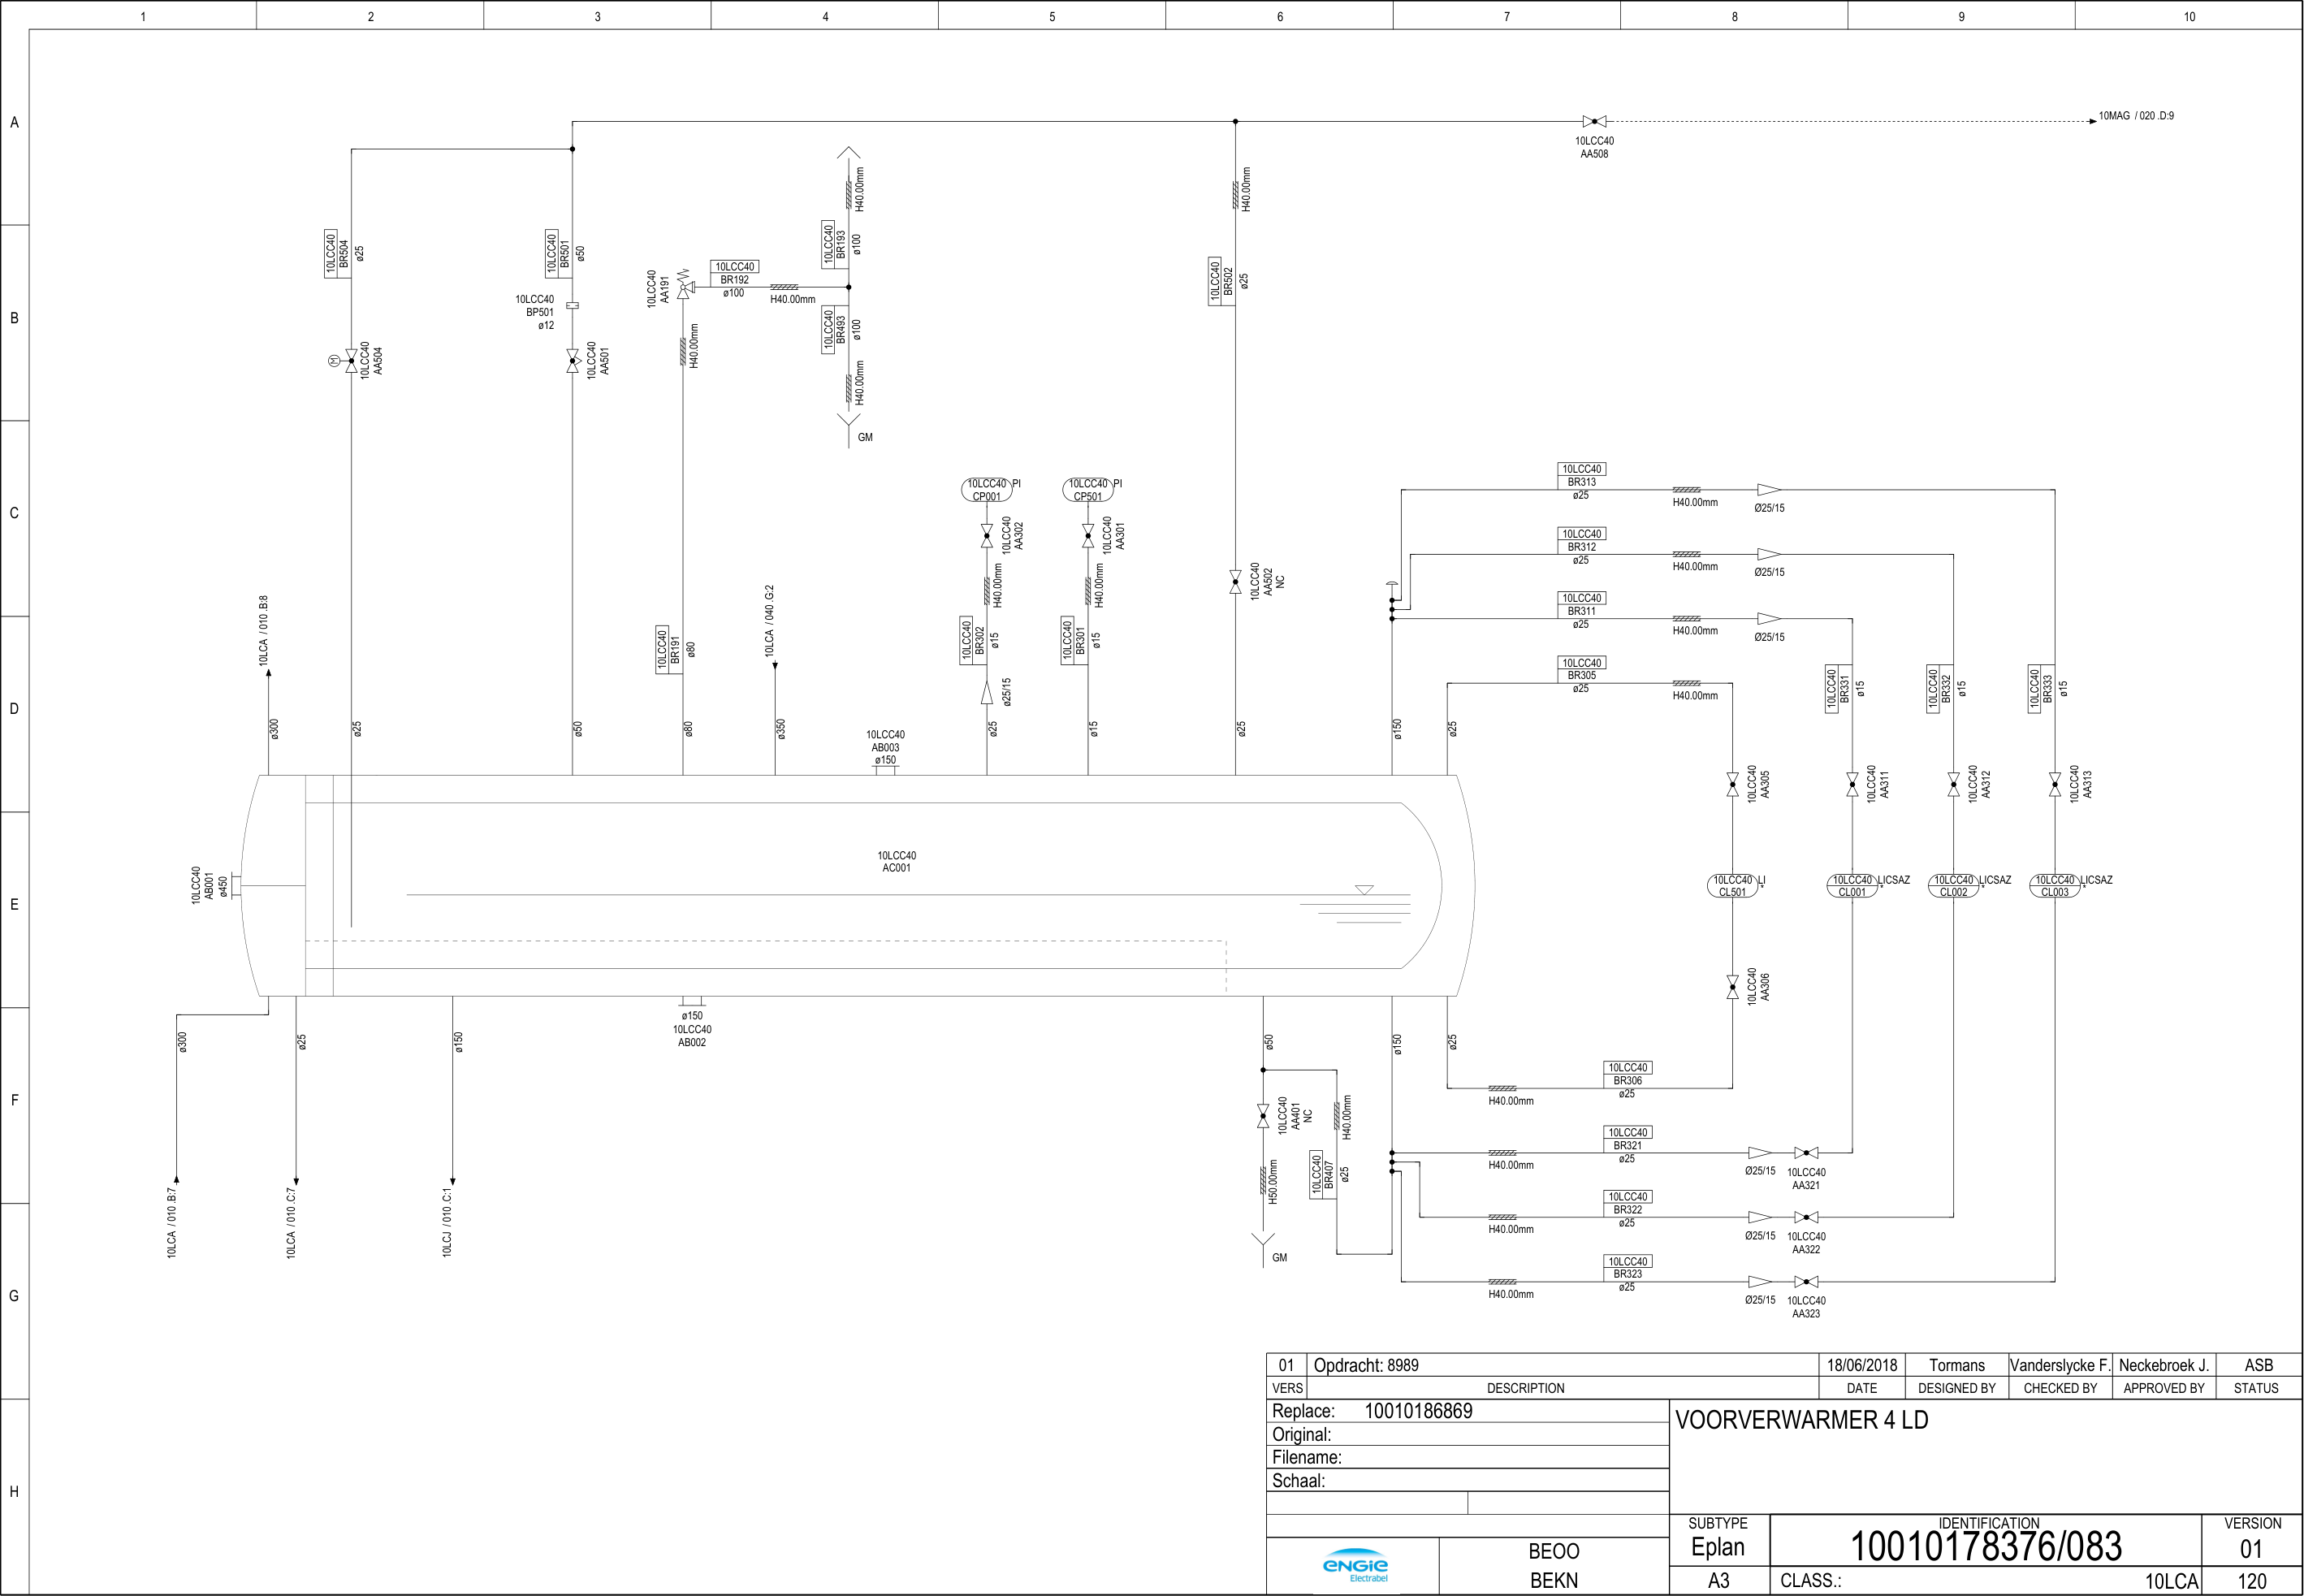 1 2 3 4 5 6 7 8 9 10
A
B
C
D
E
F
G
H
10MAG / 020 .D:9
10LCC40
AA508
10LCC40
BR504
ø25
10LCC40
BR501
ø50
10LCC40
BP501
ø12
10LCC40
AA504
M
10LCC40
AA501
10LCC40
AA191
H40.00mm
10LCC40
BR192
ø100
H40.00mm
H40.00mm
10LCC40
BR193
ø100
10LCC40
BR493
ø100
H40.00mm
GM
H40.00mm
10LCC40
BR502
ø25
10LCC40
AA502
NC
10LCC40 PI
CP001
10LCC40
AA302
H40.00mm
10LCC40
BR302
ø15
ø25/15
ø25
10LCC40 PI
CP501
10LCC40
AA301
H40.00mm
10LCC40
BR301
ø15
ø15
10LCC40
BR313
ø25
H40.00mm
Ø25/15
10LCC40
BR312
ø25
H40.00mm
Ø25/15
10LCC40
BR311
ø25
H40.00mm
Ø25/15
10LCC40
BR305
ø25
H40.00mm
10LCC40
BR331
ø15
10LCC40
BR332
ø15
10LCC40
BR333
ø15
10LCA / 010 .B:8
ø300
ø25
ø50
10LCC40
BR191
ø80
ø80
10LCA / 040 .G:2
ø350
10LCC40
AB003
ø150
ø25
ø150
ø25
10LCC40
AA305
10LCC40
AA311
10LCC40
AA312
10LCC40
AA313
10LCC40
AC001
10LCC40
AB001
ø450
10LCC40 LI
CL501 *
10LCC40 LICSAZ
CL001 *
10LCC40 LICSAZ
CL002 *
10LCC40 LICSAZ
CL003 *
10LCC40
AA306
ø300
ø25
ø150
ø150
10LCC40
AB002
ø50
ø150
ø25
10LCA / 010 .B:7
10LCA / 010 .C:7
10LCJ / 010 .C:1
10LCC40
AA401
NC
H50.00mm
GM
H40.00mm
10LCC40
BR407
ø25
10LCC40
BR306
ø25
H40.00mm
10LCC40
BR321
ø25
H40.00mm
Ø25/15
10LCC40
AA321
10LCC40
BR322
ø25
H40.00mm
Ø25/15
10LCC40
AA322
10LCC40
BR323
ø25
H40.00mm
Ø25/15
10LCC40
AA323
01 Opdracht: 8989 18/06/2018 Tormans Vanderslycke F. Neckebroek J. ASB
VERS DESCRIPTION DATE DESIGNED BY CHECKED BY APPROVED BY STATUS
Replace: 10010186869
Original:
Filename:
Schaal:
VOORVERWARMER 4 LD
SUBTYPE IDENTIFICATION VERSION
Eplan 10010178376/083 01
ENGIE
Electrabel
BEOO
BEKN
A3 CLASS.: 10LCA 120